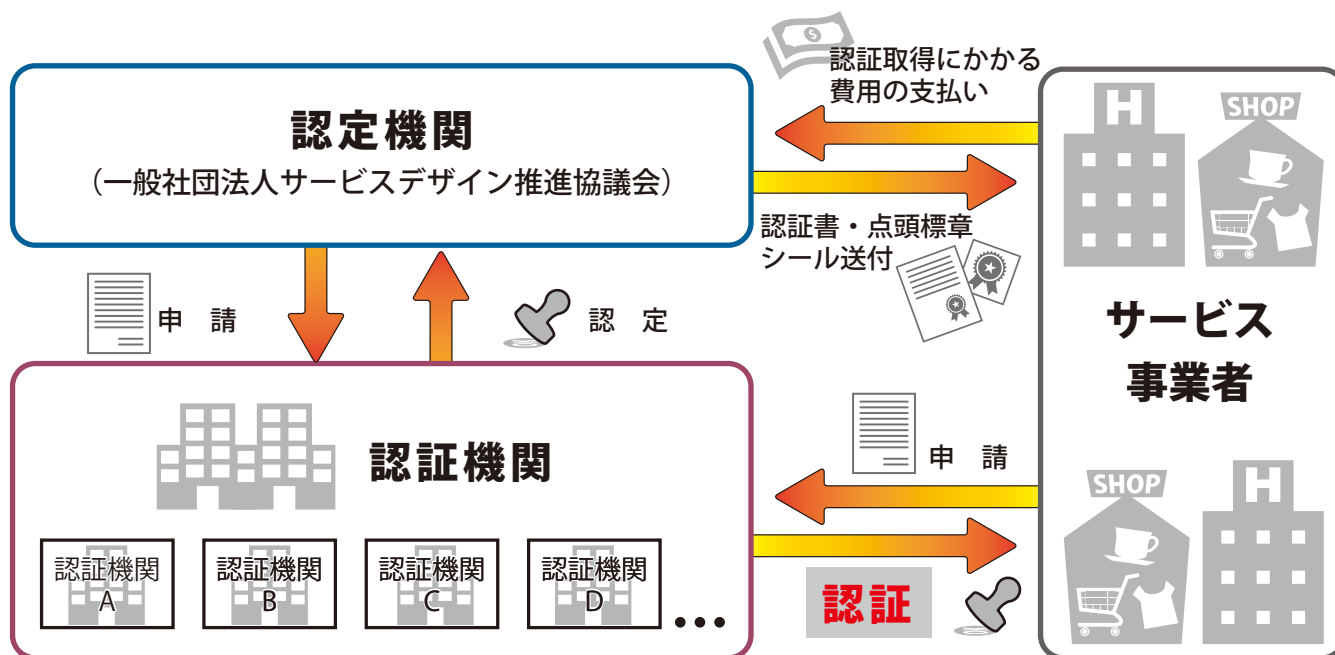 認定機関
（一般社団法人サービスデザイン推進協議会）
認証取得にかかる
費用の支払い
認証書・点頭標章
シール送付
申 請
認 定
H
SHOP
サービス
事業者
認証機関
認証機関
A
認証機関
B
認証機関
C
認証機関
D
•••
申 請
認証
SHOP
H
$